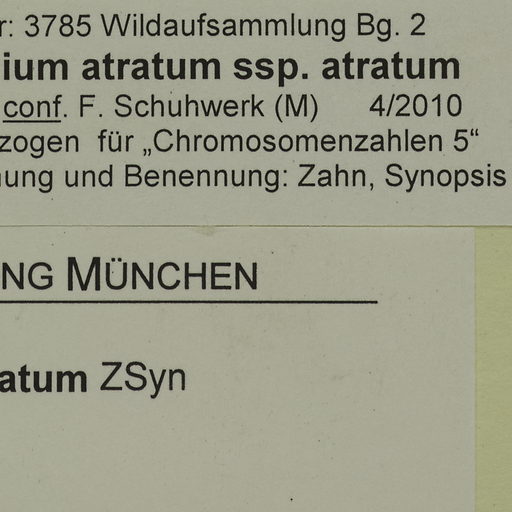 r: 3785 Wildaufsammlung Bg. 2
ium atratum ssp. atratum
conf. F. Schuhwerk (M) 4/2010
zogen für „Chromosomenzahlen 5“
ung und Benennung: Zahn, Synopsis
NG MÜNCHEN
atum ZSyn